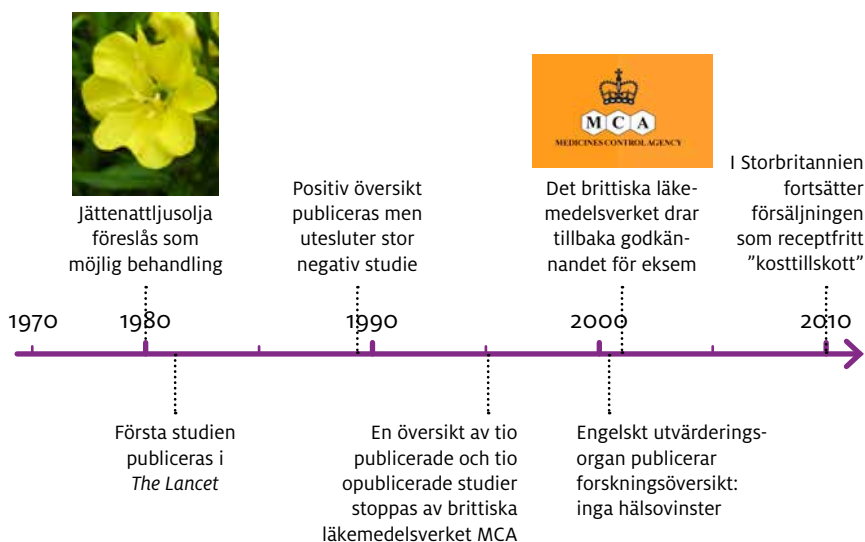 MCA
MEDICINES CONTROL AGENCY
Jättenattljusolja
föreslås som
möjlig behandling
Positiv översikt
publiceras men
utesluter stor
negativ studie
Det brittiska läke-
medelsverket drar
tillbaka godkän-
nandet för eksem
I Storbritannien
fortsätter
försäljningen
som receptfritt
”kosttillskott”
1970 1980 1990 2000 2010
Första studien
publiceras i
The Lancet
En översikt av tio
publicerade och tio
opublicerade studier
stoppas av brittiska
läkemedelsverket MCA
Engelskt utvärderings-
organ publicerar
forskningsöversikt:
inga hälsovinster